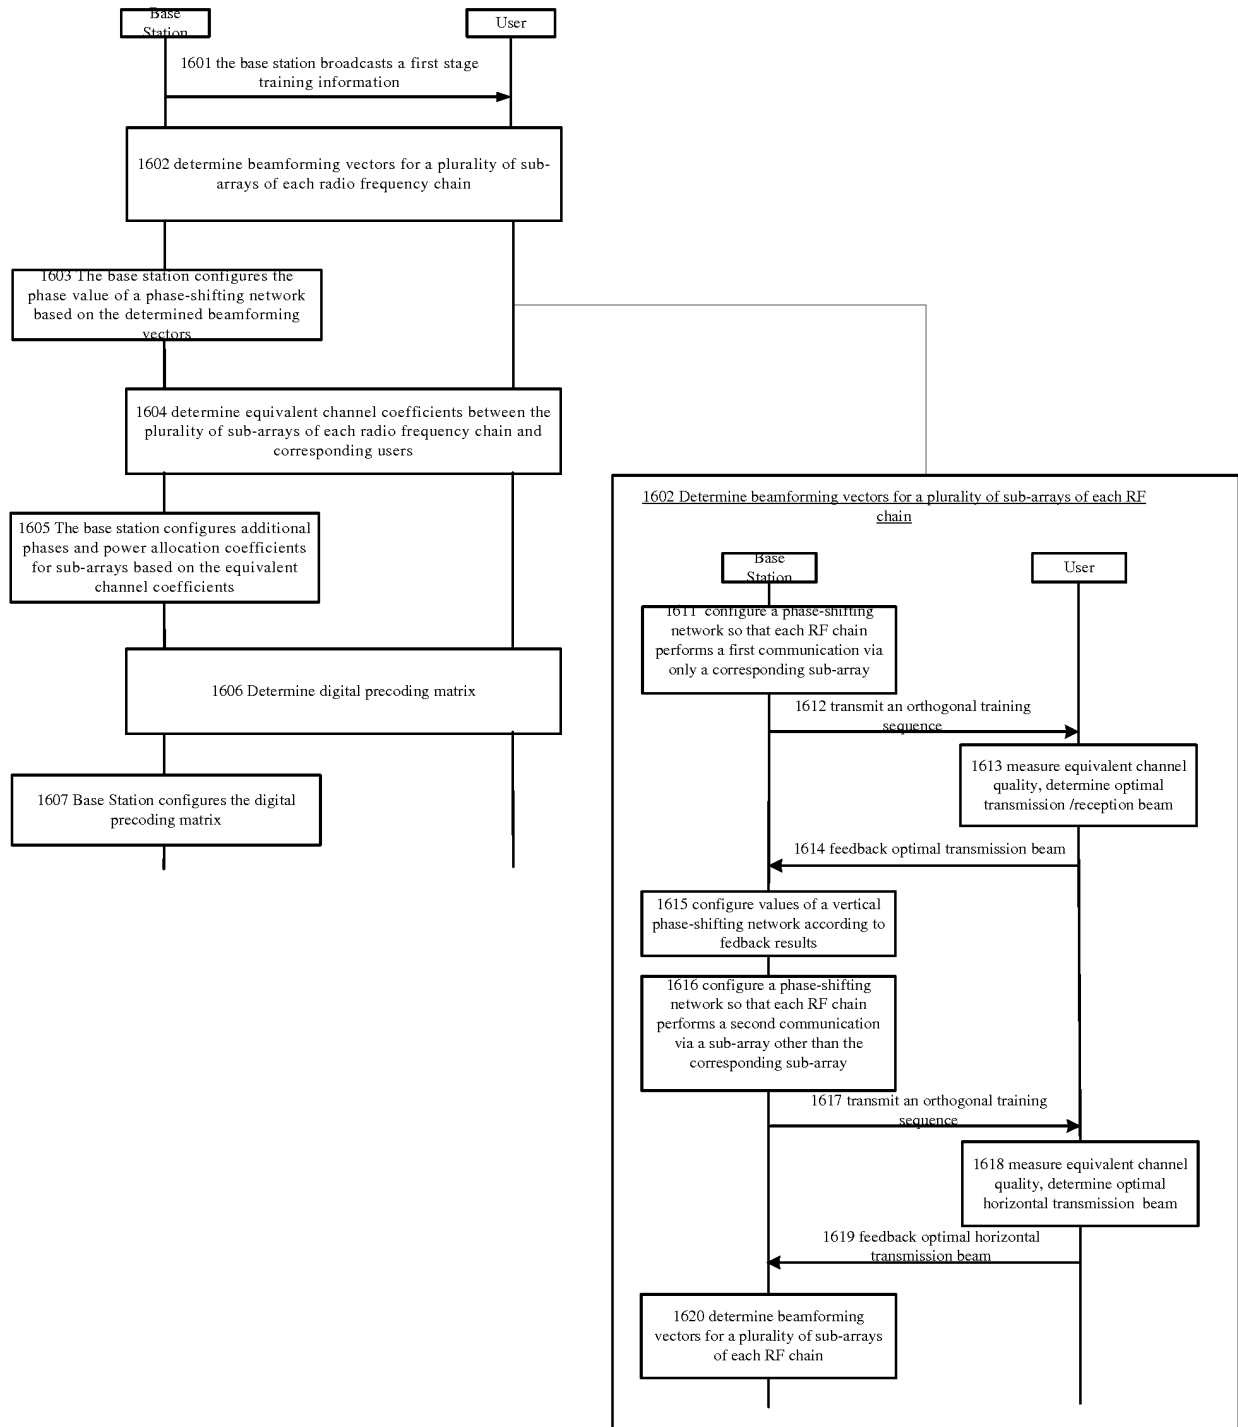 Base
Station
User
1601 the base station broadcasts a first stage
training information
1602 determine beamforming vectors for a plurality of sub-
arrays of each radio frequency chain
1603 The base station configures the
phase value of a phase-shifting network
based on the determined beamforming
vectors
1604 determine equivalent channel coefficients between the
plurality of sub-arrays of each radio frequency chain and
corresponding users
1605 The base station configures additional
phases and power allocation coefficients
for sub-arrays based on the equivalent
channel coefficients
1606 Determine digital precoding matrix
1607 Base Station configures the digital
precoding matrix
1602 Determine beamforming vectors for a plurality of sub-arrays of each RF
chain
Base
Station
User
1611 configure a phase-shifting
network so that each RF chain
performs a first communication via
only a corresponding sub-array
1612 transmit an orthogonal training
sequence
1613 measure equivalent channel
quality, determine optimal
transmission /reception beam
1614 feedback optimal transmission beam
1615 configure values of a vertical
phase-shifting network according to
fedback results
1616 configure a phase-shifting
network so that each RF chain
performs a second communication
via a sub-array other than the
corresponding sub-array
1617 transmit an orthogonal training
sequence
1618 measure equivalent channel
quality, determine optimal
horizontal transmission beam
1619 feedback optimal horizontal
transmission beam
1620 determine beamforming
vectors for a plurality of sub-arrays
of each RF chain